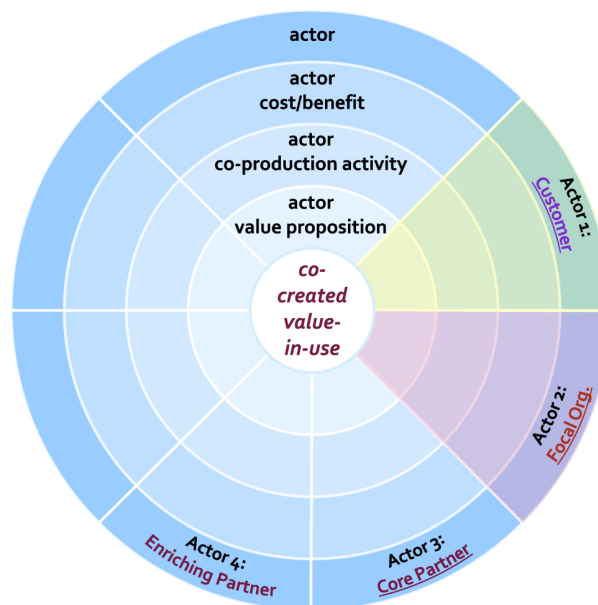 actor
actor
cost/benefit
actor
co-production activity
actor
value proposition
co-
created
value-
in-use
Actor 1:
Customer
Actor 2:
Focal Org.
Actor 3:
Core Partner
Actor 4:
Enriching Partner